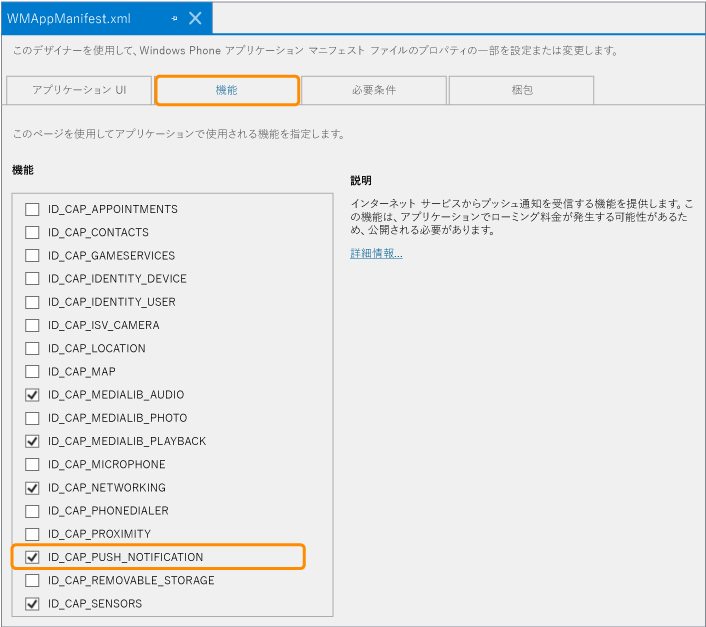 WMAppManifest.xml
このデザイナーを使用して、Windows Phone アプリケーション マニフェスト ファイルのプロパティの一部を設定または変更します。
アプリケーション UI
機能
必要条件
梱包
このページを使用してアプリケーションで使用される機能を指定します。
機能
ID_CAP_APPOINTMENTS
ID_CAP_CONTACTS
ID_CAP_GAMESERVICES
ID_CAP_IDENTITY_DEVICE
ID_CAP_IDENTITY_USER
ID_CAP_ISV_CAMERA
ID_CAP_LOCATION
ID_CAP_MAP
ID_CAP_MEDIALIB_AUDIO
ID_CAP_MEDIALIB_PHOTO
ID_CAP_MEDIALIB_PLAYBACK
ID_CAP_MICROPHONE
ID_CAP_NETWORKING
ID_CAP_PHONEDIALER
ID_CAP_PROXIMITY
ID_CAP_PUSH_NOTIFICATION
ID_CAP_REMOVABLE_STORAGE
ID_CAP_SENSORS
説明
インターネット サービスからプッシュ通知を受信する機能を提供します。こ
の機能は、アプリケーションでローミング料金が発生する可能性があるた
め、公開される必要があります。
詳細情報...